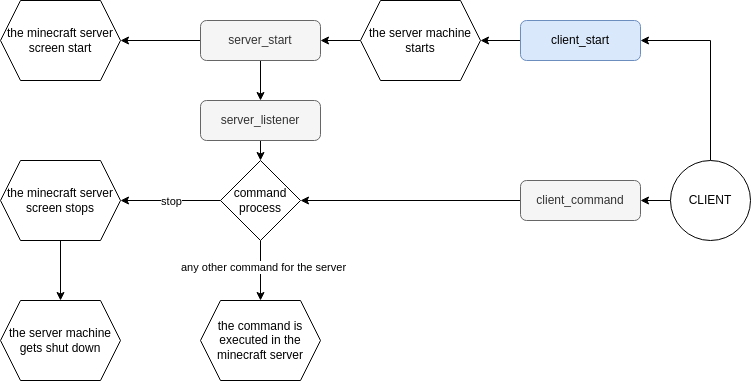 the minecraft server
screen start
server_start
the server machine
starts
client_start
server_listener
the minecraft server
screen stops
stop
command
process
client_command
CLIENT
any other command for the server
the server machine
gets shut down
the command is
executed in the
minecraft server